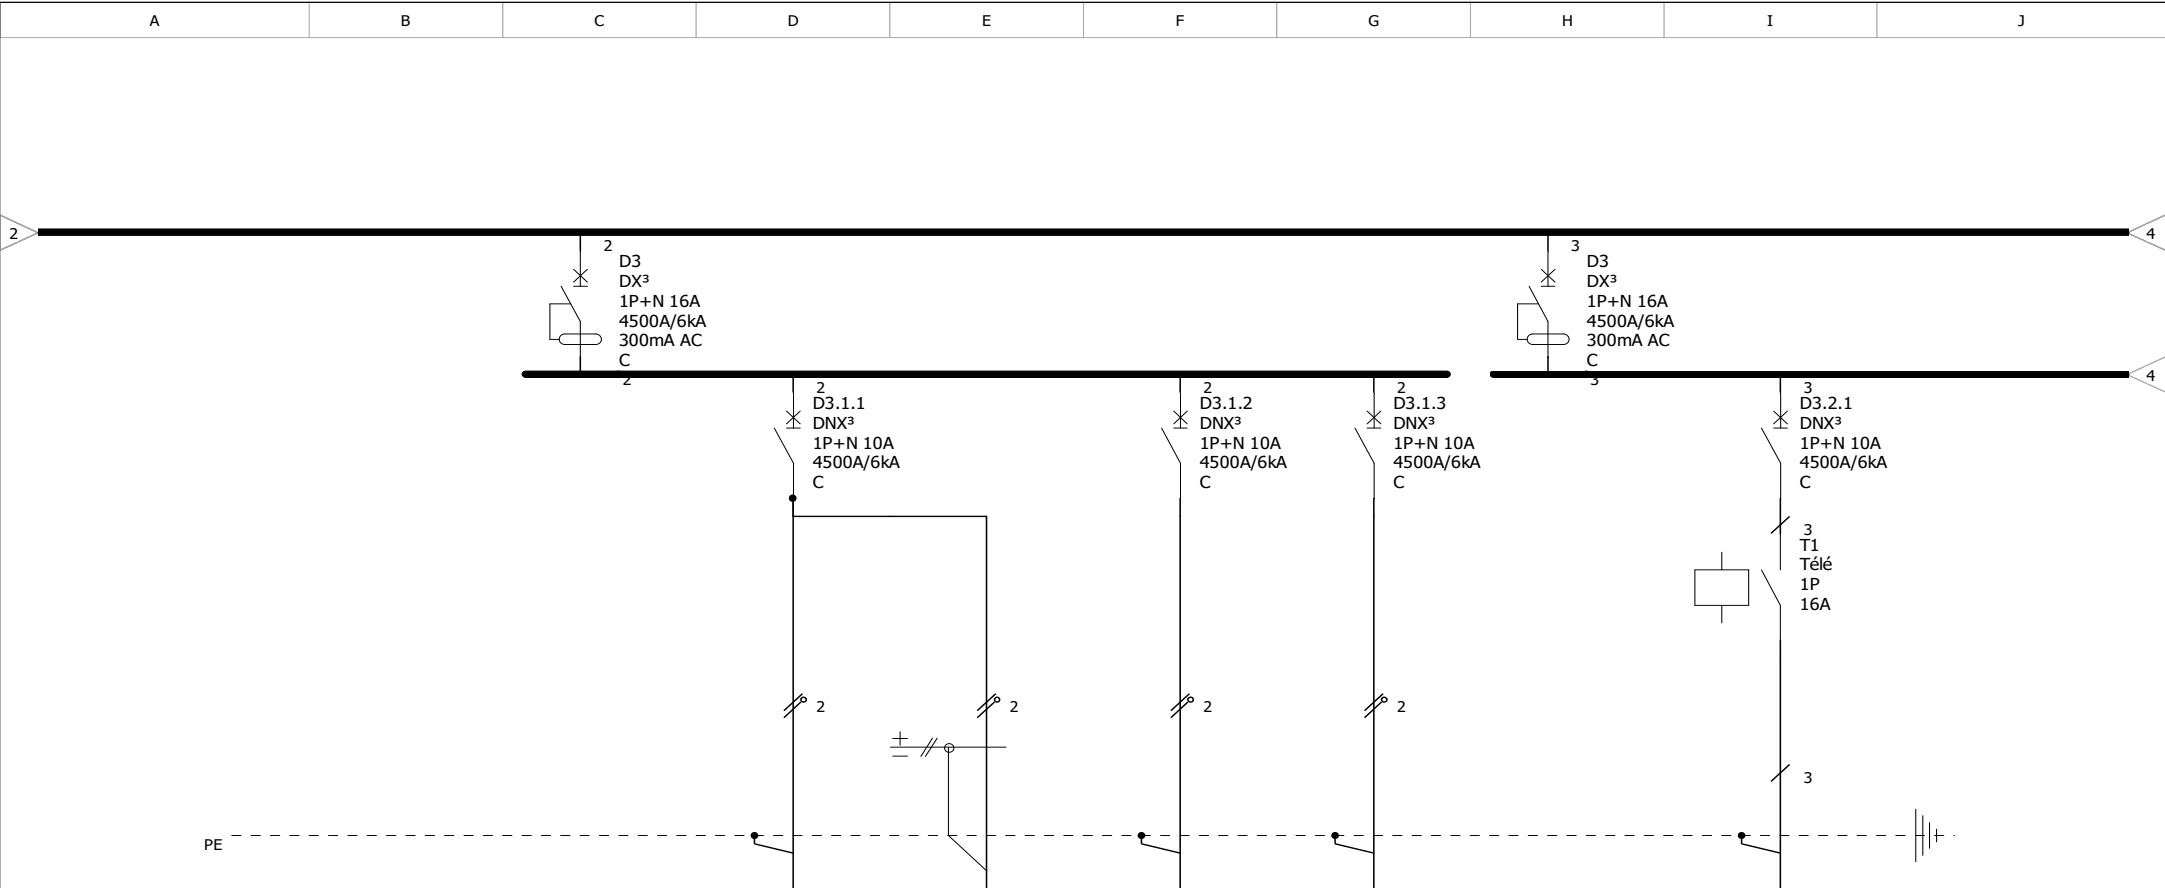 A B C D E F G H I J
2 4
2
D3
DX³
1P+N 16A
4500A/6kA
300mA AC
C
2
3
D3
DX³
1P+N 16A
4500A/6kA
300mA AC
C
3
4
2
D3.1.1
DNX³
1P+N 10A
4500A/6kA
C
2
D3.1.2
DNX³
1P+N 10A
4500A/6kA
C
2
D3.1.3
DNX³
1P+N 10A
4500A/6kA
C
3
D3.2.1
DNX³
1P+N 10A
4500A/6kA
C
3
T1
Télé
1P
16A
2 2 2 2
3
PE